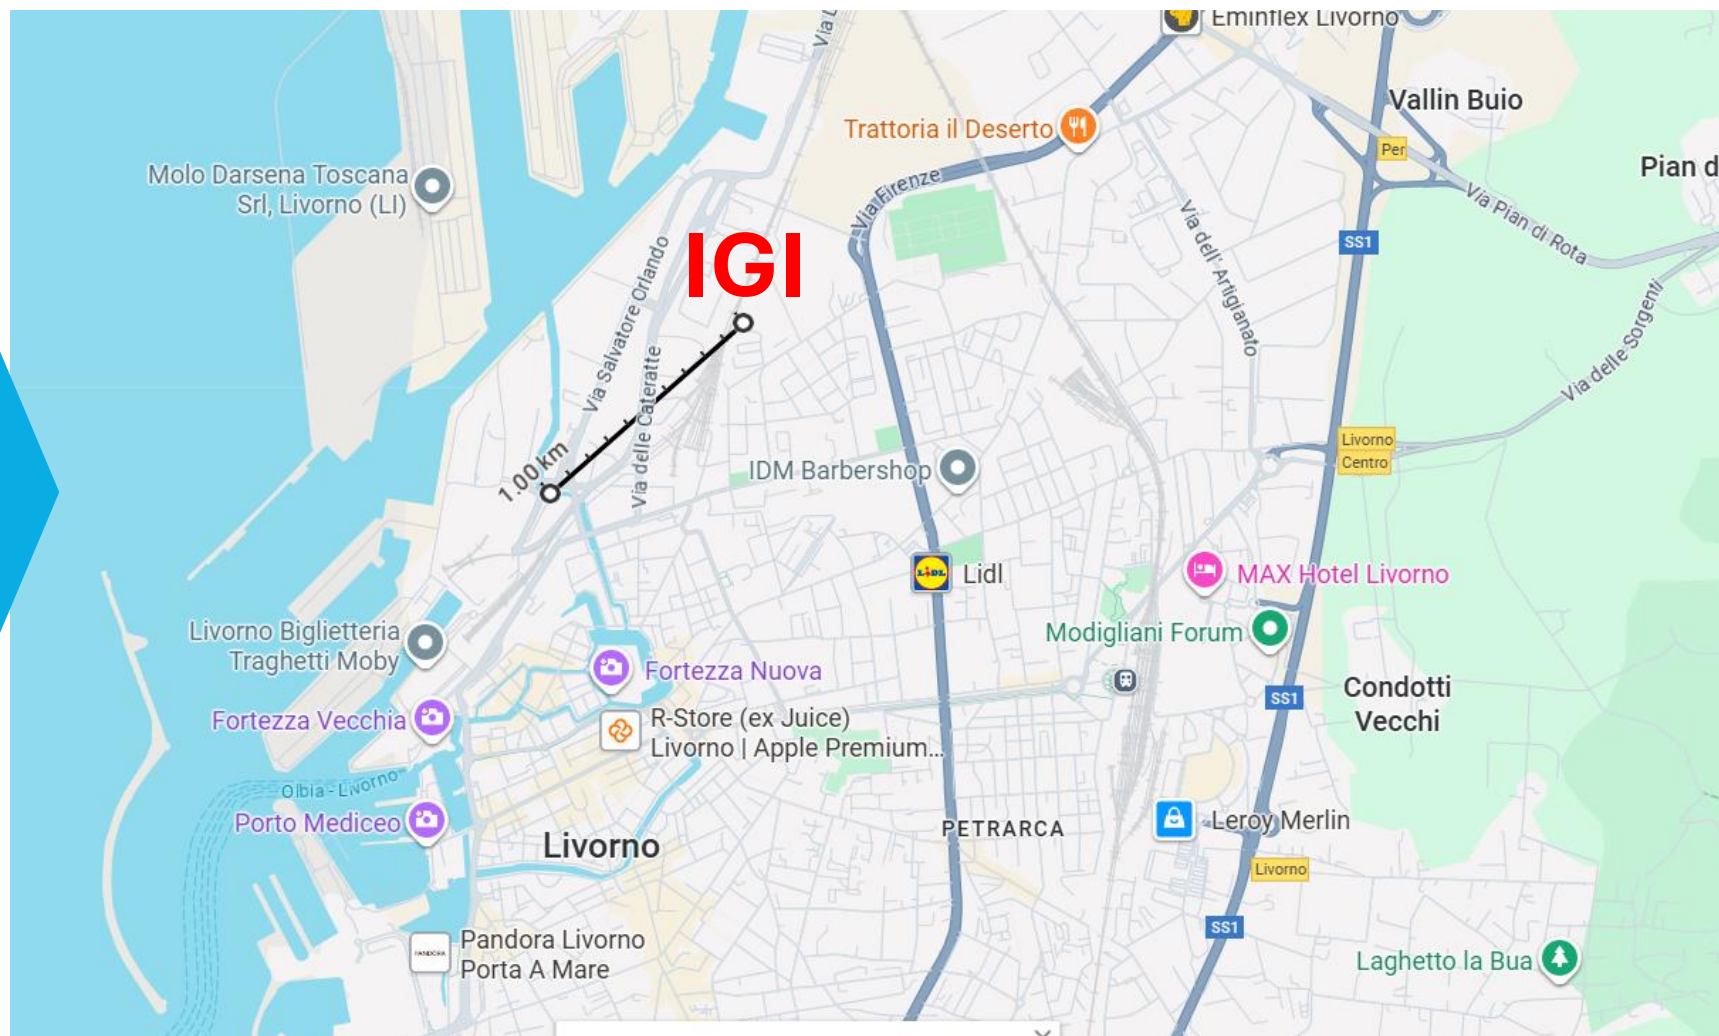 Eminflex Livorno
Via L
Vallin Buio
Trattoria il Deserto
Per
Pian d
Molo Darsena Toscana
Srl, Livorno (LI)
Via Firenze
Via Pian di Rota
Via dell' Artigianato
SS1
IGI
Via Salvatore Orlando
Via delle Sorgenti
Via delle Cateratte
Livorno
Centro
1.00 km
IDM Barbershop
LIDL
Lidl
MAX Hotel Livorno
Livorno Biglietteria
Traghetti Moby
Modigliani Forum
Fortezza Nuova
SS1
Condotti
Vecchi
Fortezza Vecchia
R-Store (ex Juice)
Livorno | Apple Premium...
Olbia - Livorno
Porto Mediceo
Livorno
PETRARCA
Leroy Merlin
Livorno
SS1
Pandora Livorno
Porta A Mare
PANDORA
Laghetto la Bua